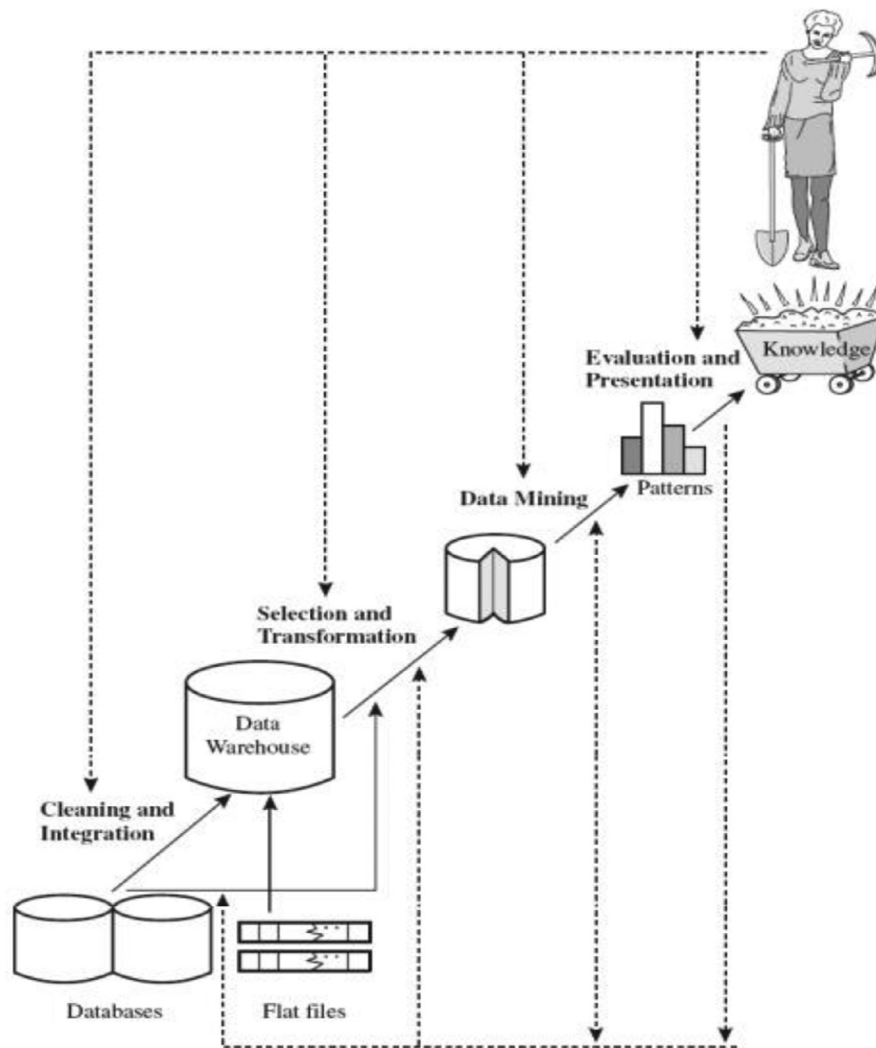 Knowledge
Evaluation and
Presentation
Patterns
Data Mining
Selection and
Transformation
Data
Warehouse
Cleaning and
Integration
Databases
Flat files